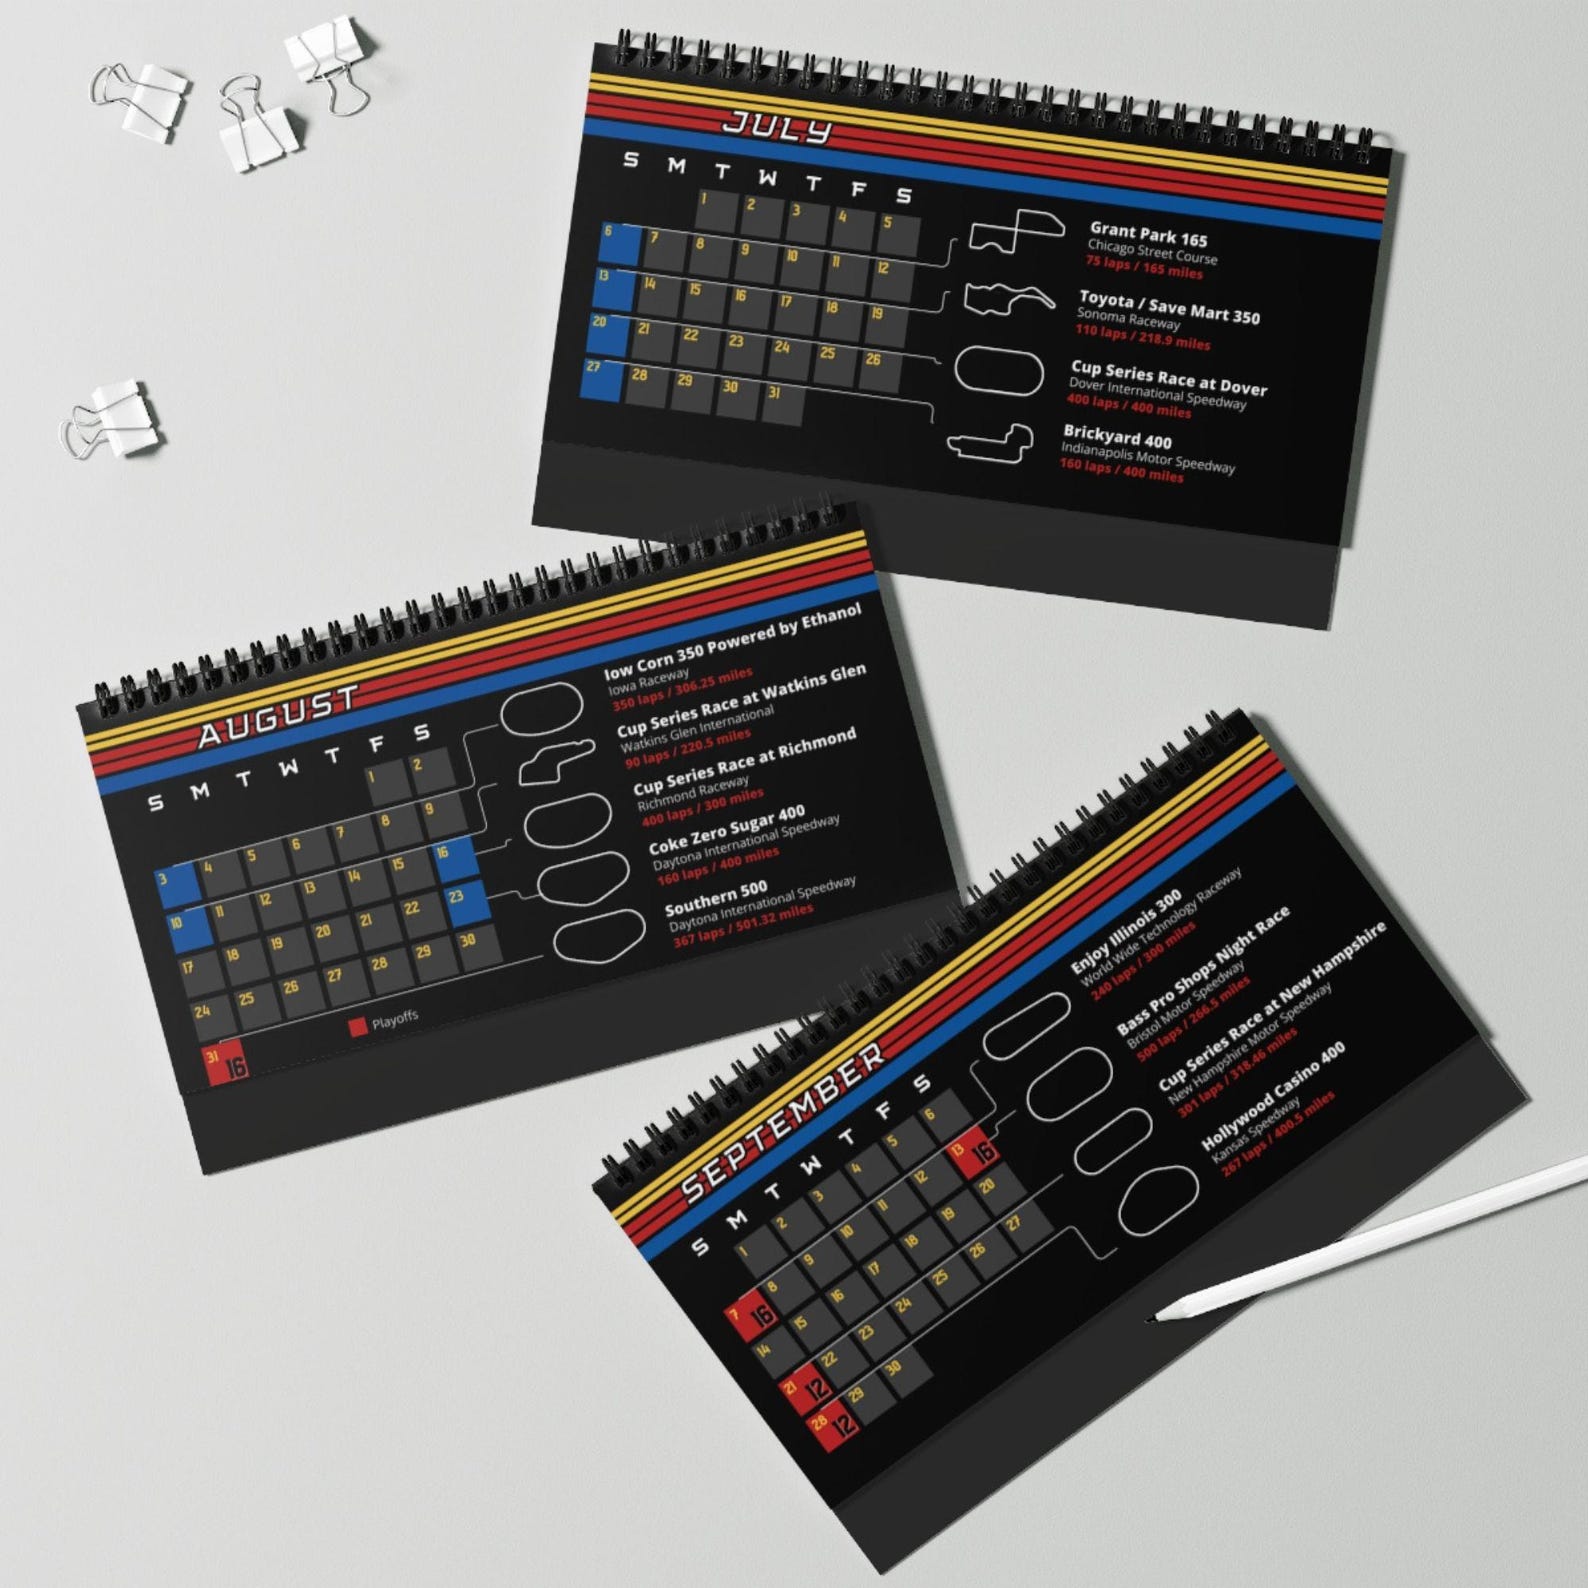 JULY
S M T W T F S
1 2 3 4 5
6 7 8 9 10 11 12
13 14 15 16 17 18 19
20 21 22 23 24 25 26
27 28 29 30 31
Grant Park 165
Chicago Street Course
75 laps / 165 miles
Toyota / Save Mart 350
Sonoma Raceway
110 laps / 218.9 miles
Cup Series Race at Dover
Dover International Speedway
400 laps / 400 miles
Brickyard 400
Indianapolis Motor Speedway
160 laps / 400 miles
AUGUST
S M T W T F S
1 2
3 4 5 6 7 8 9
10 11 12 13 14 15 16
17 18 19 20 21 22 23
24 25 26 27 28 29 30
31 16
Playoffs
Iow Corn 350 Powered by Ethanol
Iowa Raceway
350 laps / 306.25 miles
Cup Series Race at Watkins Glen
Watkins Glen International
90 laps / 220.5 miles
Cup Series Race at Richmond
Richmond Raceway
400 laps / 300 miles
Coke Zero Sugar 400
Daytona International Speedway
160 laps / 400 miles
Southern 500
Daytona International Speedway
367 laps / 501.32 miles
SEPTEMBER
S M T W T F S
1 2 3 4 5 6
7 16 8 9 10 11 12 13 16
14 15 16 17 18 19 20
21 12 22 23 24 25 26 27
28 12 29 30
Enjoy Illinois 300
World Wide Technology Raceway
240 laps / 300 miles
Bass Pro Shops Night Race
Bristol Motor Speedway
500 laps / 266.5 miles
Cup Series Race at New Hampshire
New Hampshire Motor Speedway
301 laps / 318.46 miles
Hollywood Casino 400
Kansas Speedway
267 laps / 400.5 miles